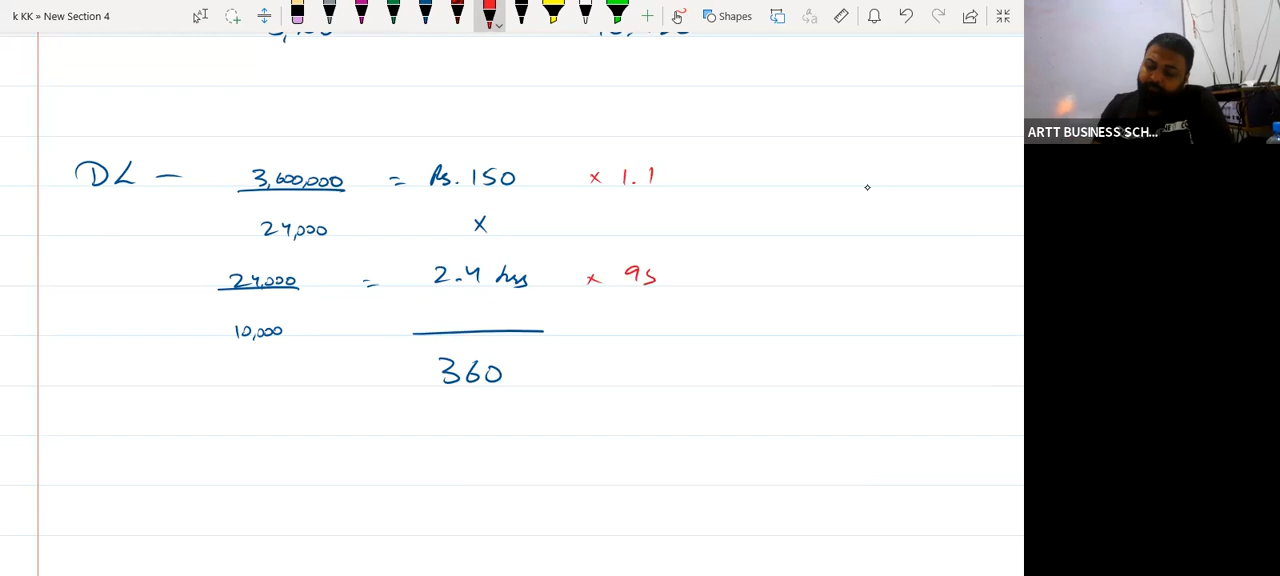 k KK » New Section 4
Shapes
ARTT BUSINESS SCH...
DL — 3,600,000 = Rs. 150 × 1.1
24,000 ×
24,000 = 2.4 hrs × 95
10,000
360